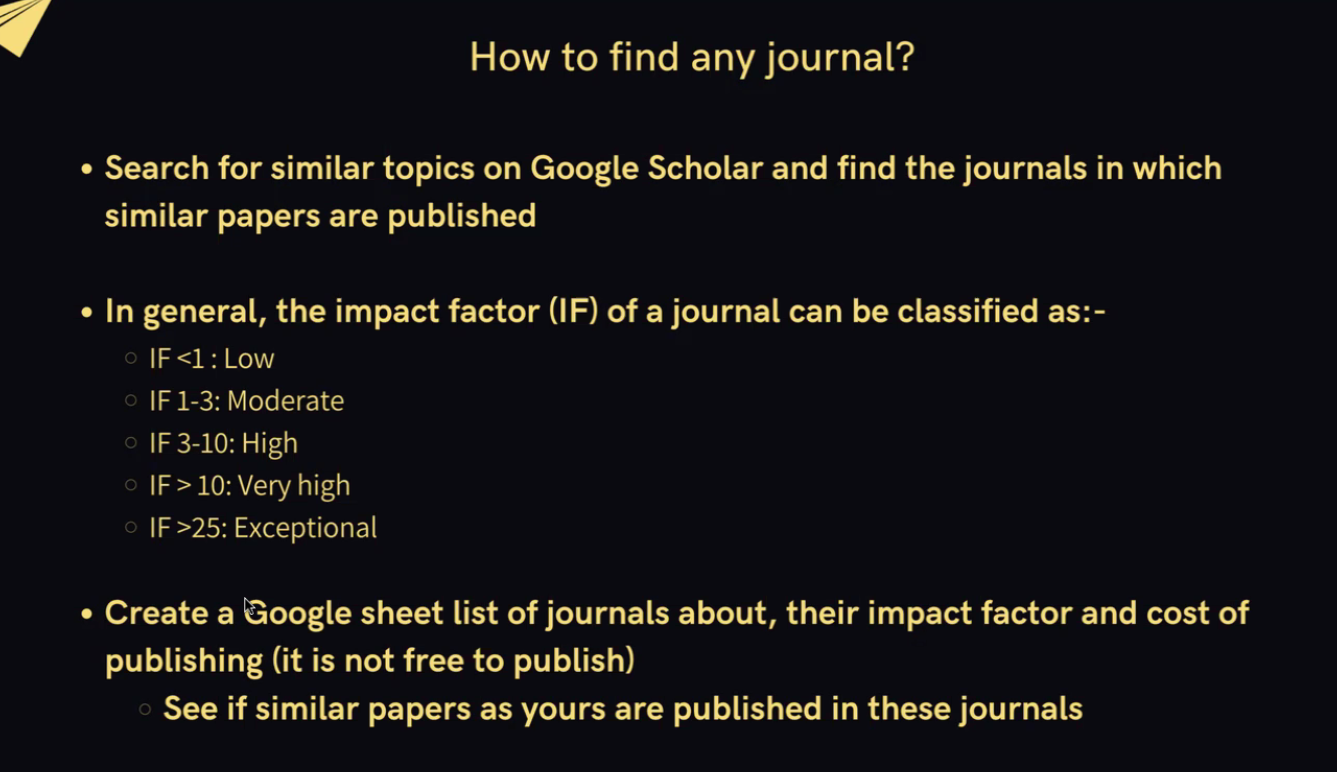 How to find any journal?
• Search for similar topics on Google Scholar and find the journals in which
similar papers are published
• In general, the impact factor (IF) of a journal can be classified as:-
○ IF <1 : Low
○ IF 1-3: Moderate
○ IF 3-10: High
○ IF > 10: Very high
○ IF >25: Exceptional
• Create a Google sheet list of journals about, their impact factor and cost of
publishing (it is not free to publish)
○ See if similar papers as yours are published in these journals